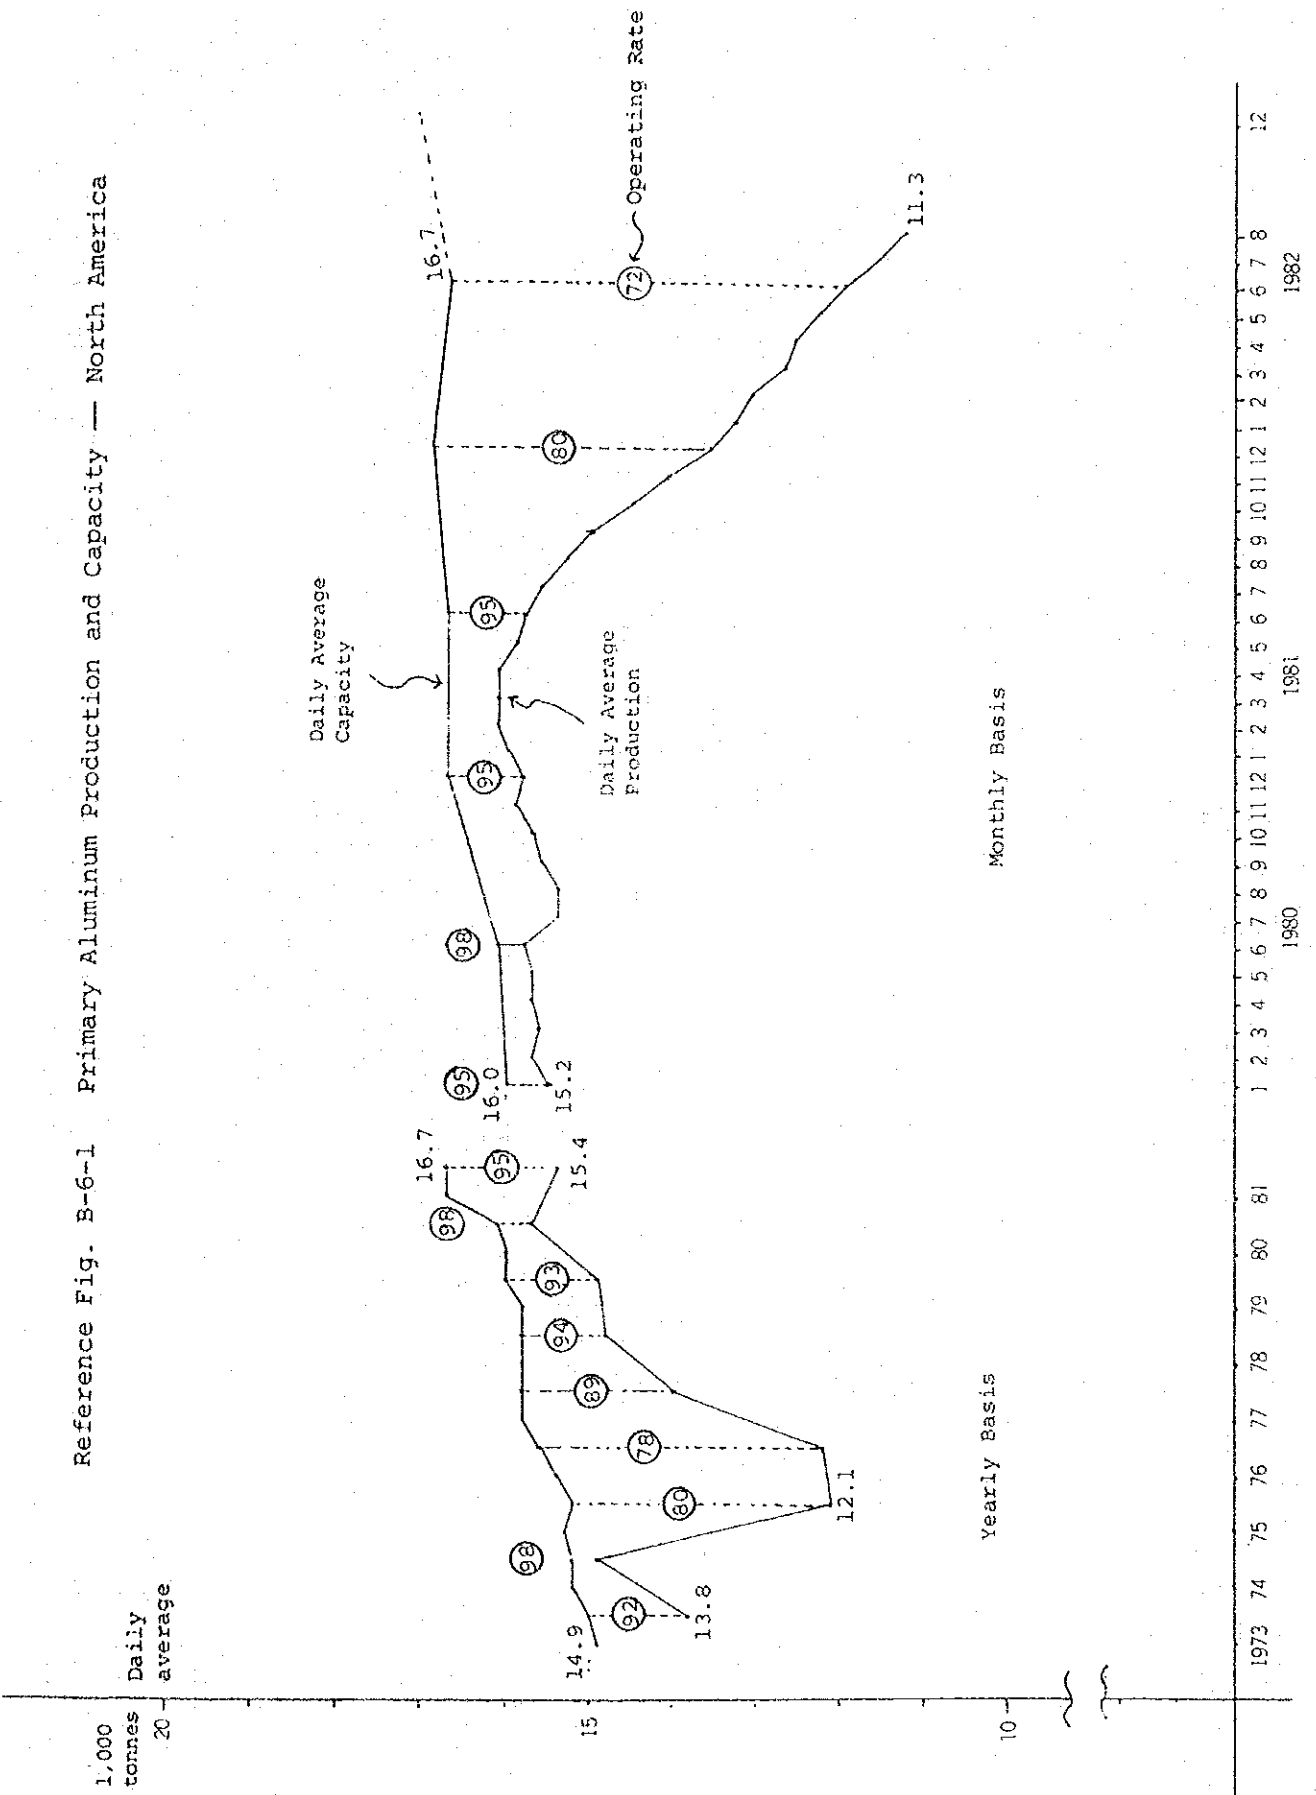 Reference Fig. B-6-1 Primary Aluminum Production and Capacity — North America
1,000
tonnes Daily
average
20
15
10
14.9
13.8
12.1
16.7
15.4
92
98
80
78
89
94
93
98
95
16.0
15.2
95
98
95
95
80
72
Operating Rate
16.7
11.3
Daily Average
Capacity
Daily Average
Production
Yearly Basis
Monthly Basis
1973 74 75 76 77 78 79 80 81
1 2 3 4 5 6 7 8 9 10 11 12 1 2 3 4 5 6 7 8 9 10 11 12 1 2 3 4 5 6 7 8 12
1980 1981 1982